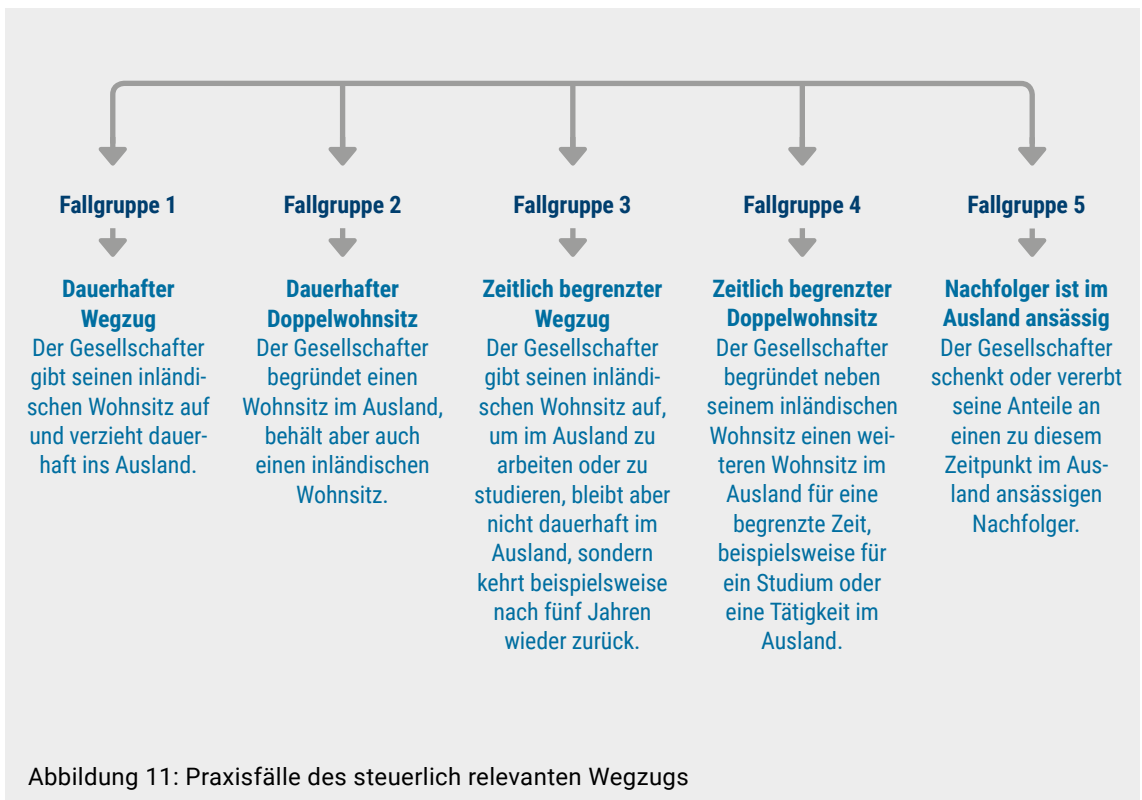 Fallgruppe 1
Dauerhafter
Wegzug
Der Gesellschafter
gibt seinen inländi-
schen Wohnsitz auf
und verzieht dauer-
haft ins Ausland.
Fallgruppe 2
Dauerhafter
Doppelwohnsitz
Der Gesellschafter
begründet einen
Wohnsitz im Ausland,
behält aber auch
einen inländischen
Wohnsitz.
Fallgruppe 3
Zeitlich begrenzter
Wegzug
Der Gesellschafter
gibt seinen inländi-
schen Wohnsitz auf,
um im Ausland zu
arbeiten oder zu
studieren, bleibt aber
nicht dauerhaft im
Ausland, sondern
kehrt beispielsweise
nach fünf Jahren
wieder zurück.
Fallgruppe 4
Zeitlich begrenzter
Doppelwohnsitz
Der Gesellschafter
begründet neben
seinem inländischen
Wohnsitz einen wei-
teren Wohnsitz im
Ausland für eine
begrenzte Zeit,
beispielsweise für
ein Studium oder
eine Tätigkeit im
Ausland.
Fallgruppe 5
Nachfolger ist im
Ausland ansässig
Der Gesellschafter
schenkt oder vererbt
seine Anteile an
einen zu diesem
Zeitpunkt im Aus-
land ansässigen
Nachfolger.
Abbildung 11: Praxisfälle des steuerlich relevanten Wegzugs